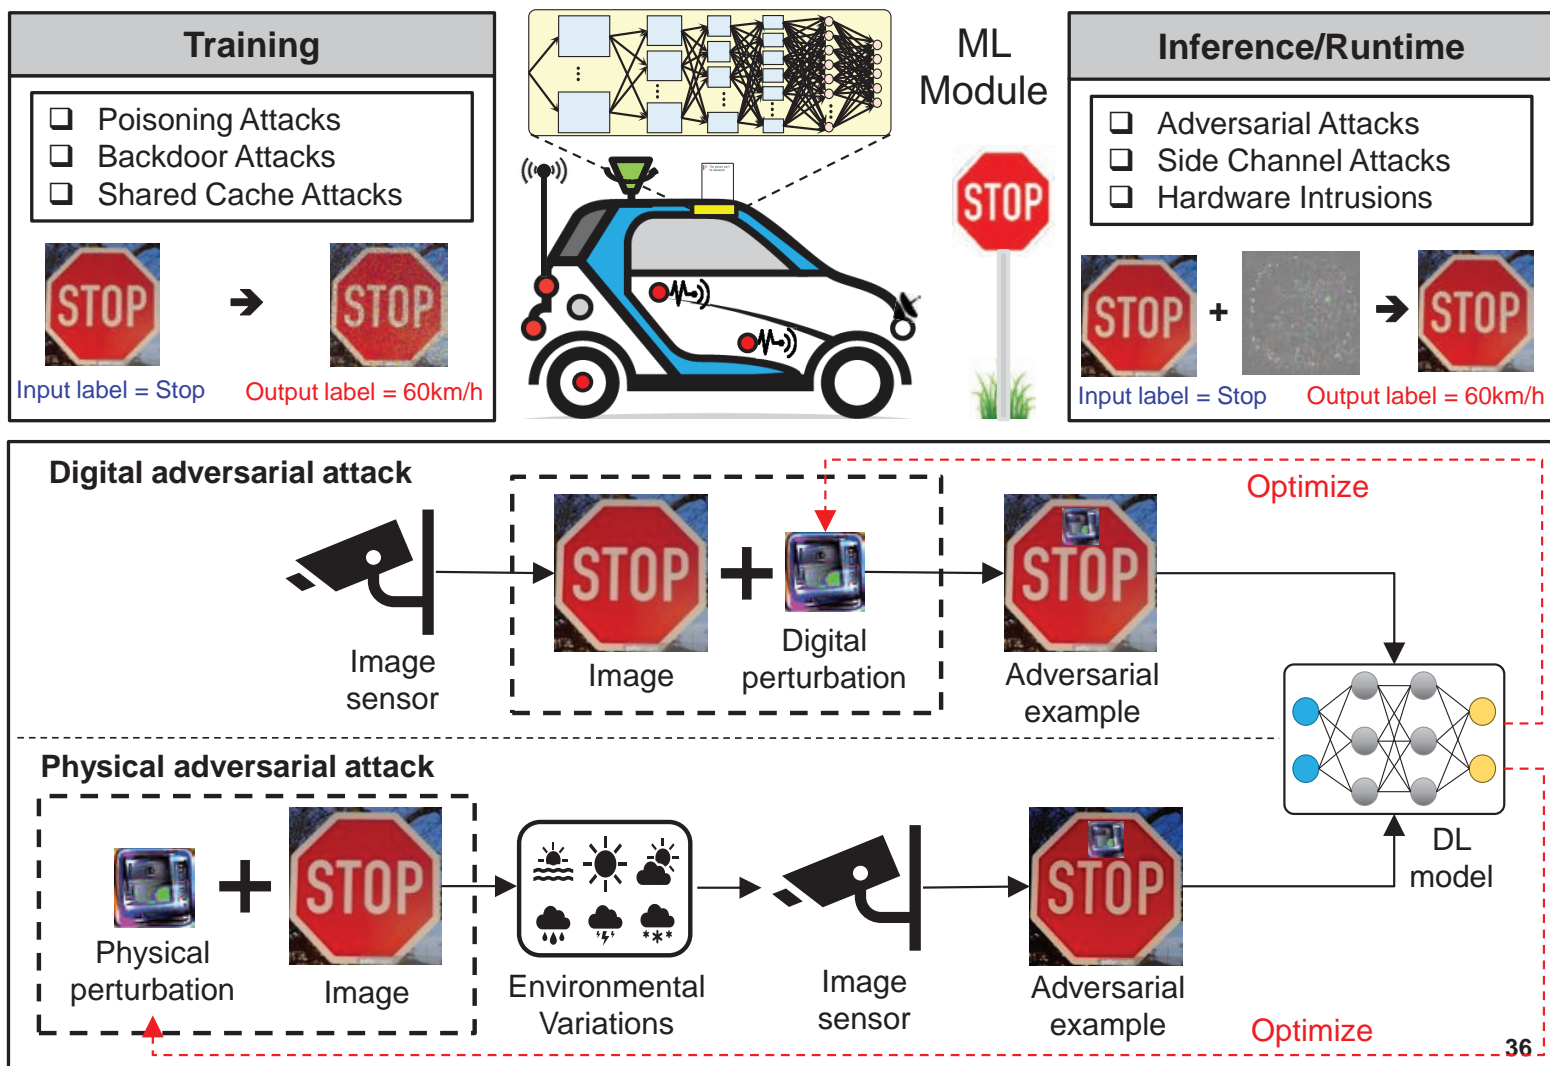 Training
Poisoning Attacks
Backdoor Attacks
Shared Cache Attacks
STOP
STOP
Input label = Stop
Output label = 60km/h
ML
Module
STOP
Inference/Runtime
Adversarial Attacks
Side Channel Attacks
Hardware Intrusions
STOP
+
STOP
Input label = Stop
Output label = 60km/h
Digital adversarial attack
Optimize
STOP
+
STOP
Image
sensor
Image
Digital
perturbation
Adversarial
example
Physical adversarial attack
+
STOP
STOP
DL
model
Physical
perturbation
Image
Environmental
Variations
Image
sensor
Adversarial
example
Optimize
36